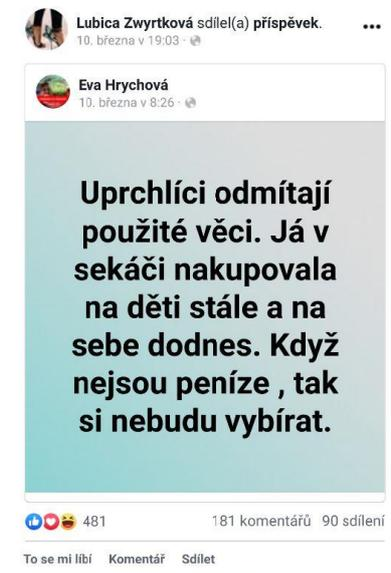 Lubica Zwyrtková sdílel(a) příspěvek.
10. března v 19:03 ·
Eva Hrychová
10. března v 8:26 ·
Uprchlíci odmítají
použité věci. Já v
sekáči nakupovala
na děti stále a na
sebe dodnes. Když
nejsou peníze , tak
si nebudu vybírat.
481 181 komentářů 90 sdílení
To se mi líbí Komentář Sdílet